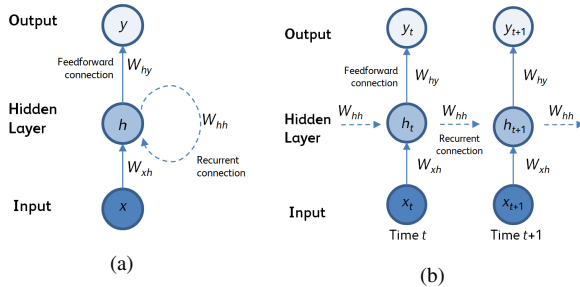 Output
y
Feedforward
connection
W_hy
Hidden
Layer
h
W_hh
Recurrent
connection
W_xh
Input
x
(a)
Output
y_t
y_t+1
Feedforward
connection
W_hy
W_hy
Hidden
Layer
W_hh
h_t
W_hh
h_t+1
W_hh
Recurrent
connection
W_xh
W_xh
Input
x_t
x_t+1
Time t
Time t+1
(b)